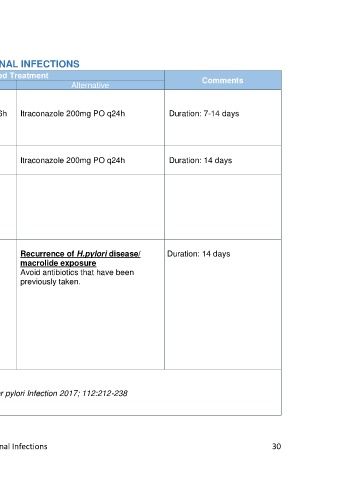 NAL INFECTIONS
ed Treatment
Comments
Alternative
6h
Itraconazole 200mg PO q24h
Duration: 7-14 days
Itraconazole 200mg PO q24h
Duration: 14 days
Recurrence of H.pylori disease/
macrolide exposure
Avoid antibiotics that have been
previously taken.
Duration: 14 days
r pylori Infection 2017; 112:212-238
nal Infections
30